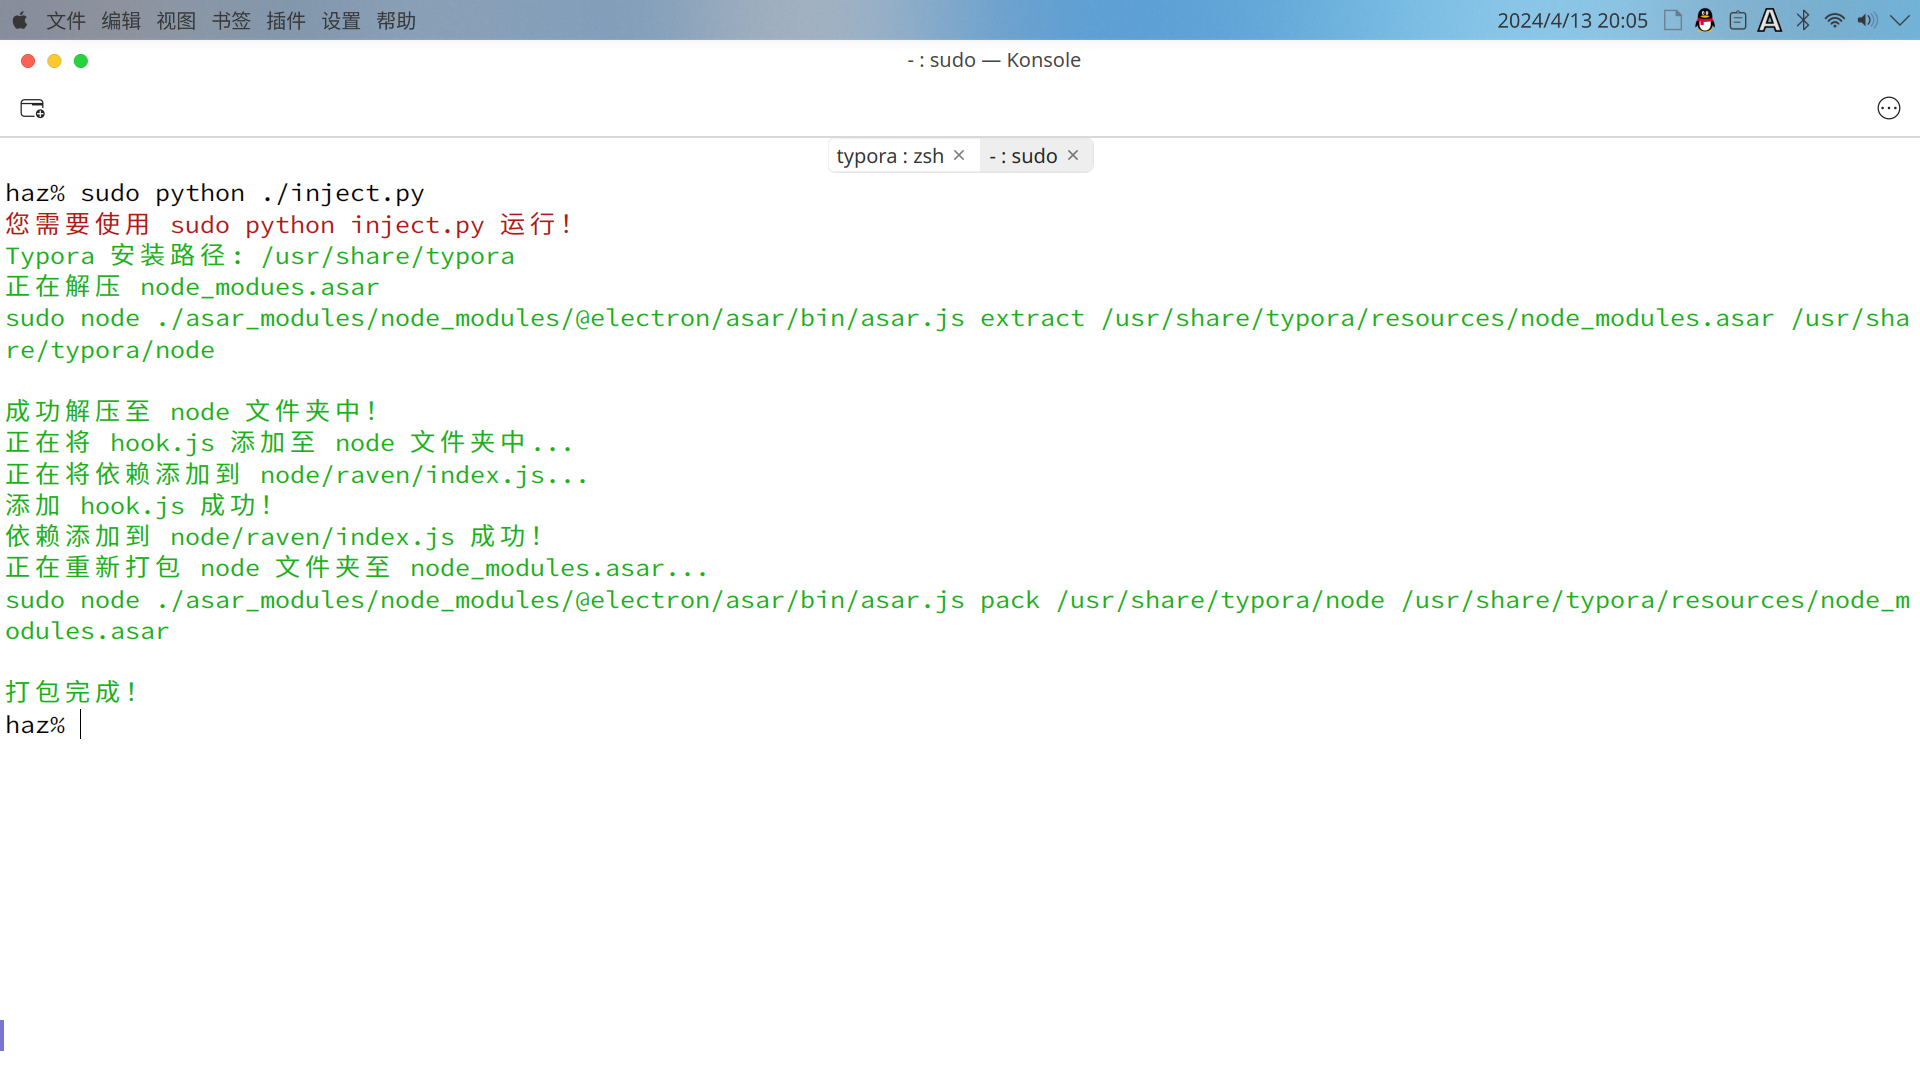 文件 编辑 视图 书签 插件 设置 帮助 2024/4/13 20:05
- : sudo — Konsole
typora : zsh - : sudo
haz% sudo python ./inject.py
您需要使用 sudo python inject.py 运行！
Typora 安装路径: /usr/share/typora
正在解压 node_modues.asar
sudo node ./asar_modules/node_modules/@electron/asar/bin/asar.js extract /usr/share/typora/resources/node_modules.asar /usr/sha
re/typora/node
成功解压至 node 文件夹中！
正在将 hook.js 添加至 node 文件夹中...
正在将依赖添加到 node/raven/index.js...
添加 hook.js 成功！
依赖添加到 node/raven/index.js 成功！
正在重新打包 node 文件夹至 node_modules.asar...
sudo node ./asar_modules/node_modules/@electron/asar/bin/asar.js pack /usr/share/typora/node /usr/share/typora/resources/node_m
odules.asar
打包完成！
haz%